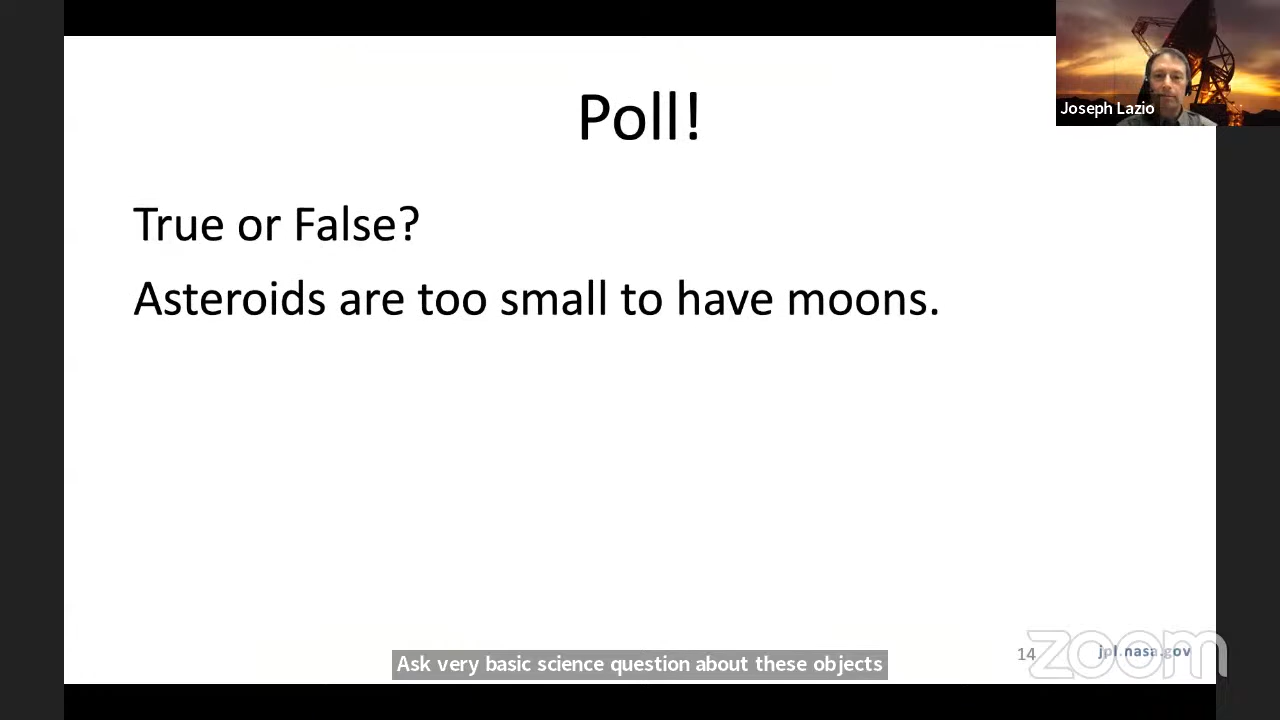 Poll!
Joseph Lazio
True or False?
Asteroids are too small to have moons.
Ask very basic science question about these objects
14
jpl.nasa.gov
zoom